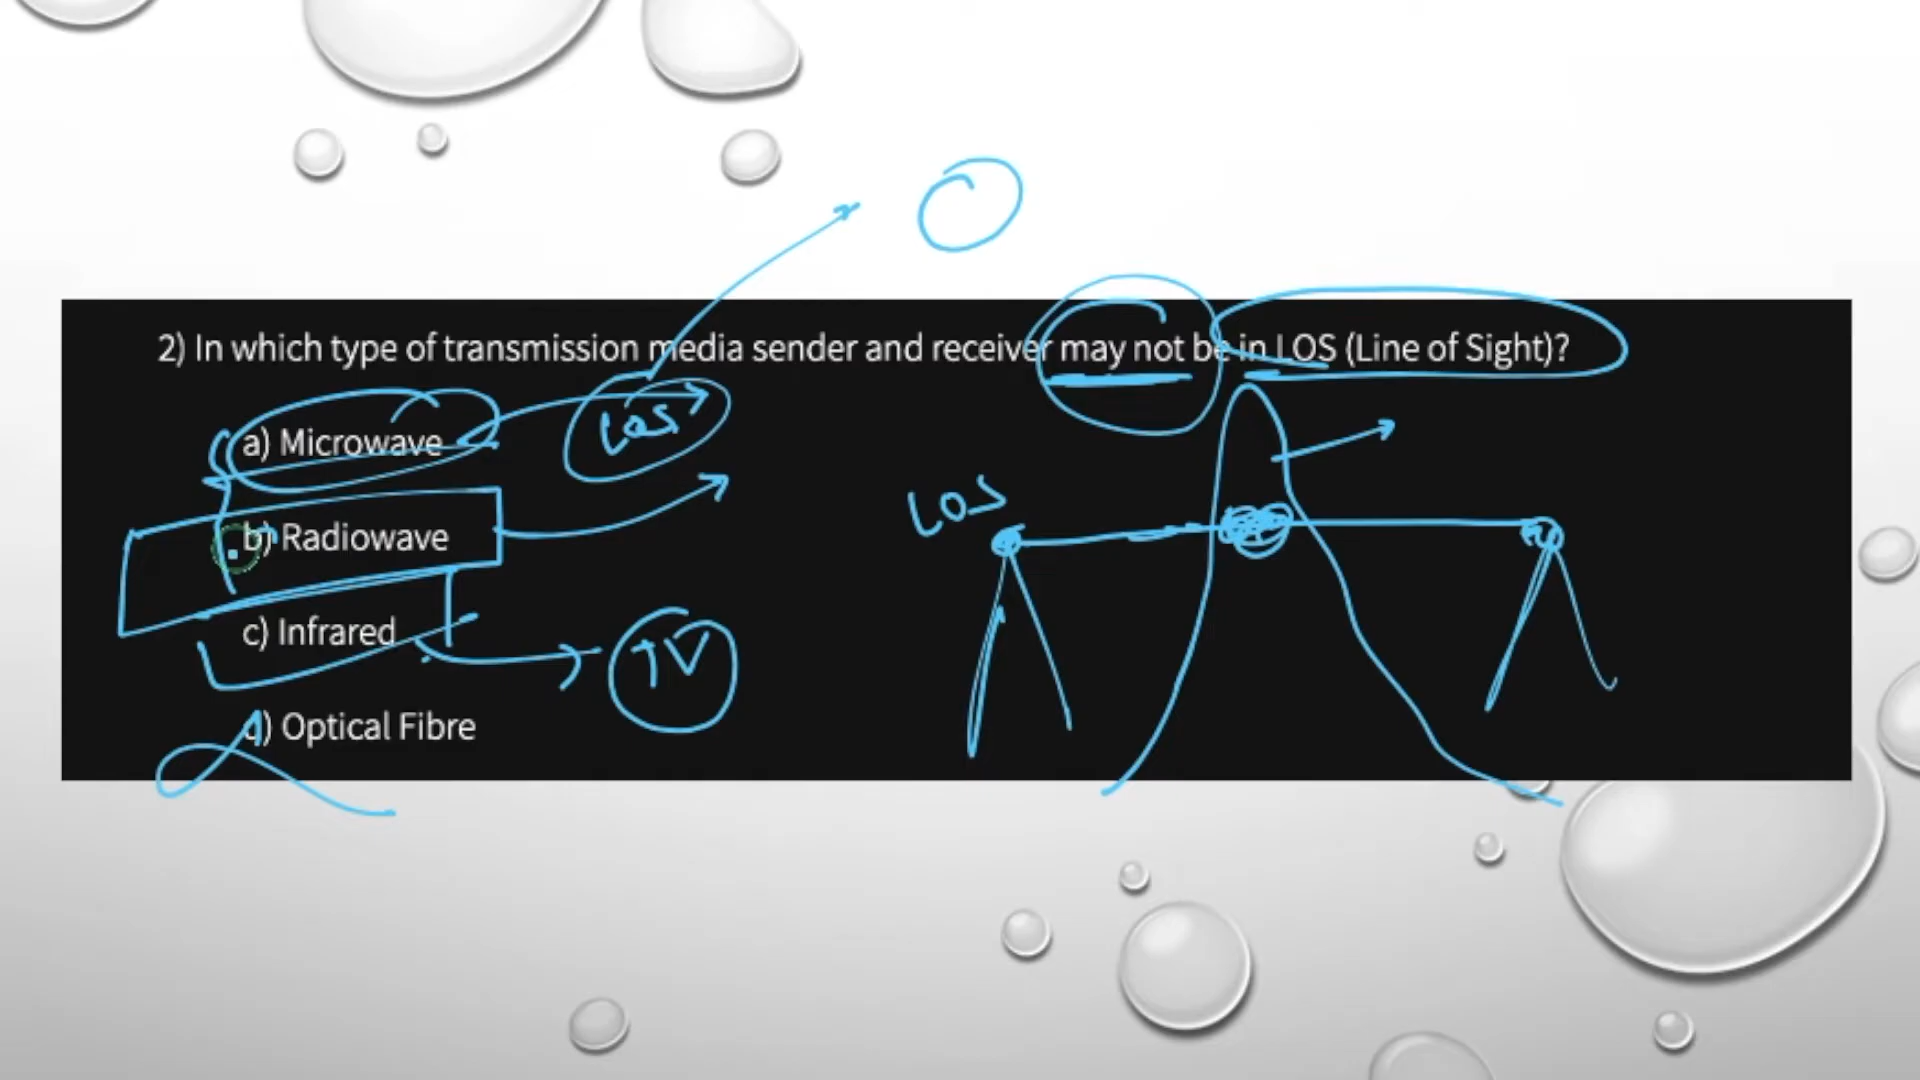 2) In which type of transmission media sender and receiver may not be in LOS (Line of Sight)?
a) Microwave
LOS
b) Radiowave
LOS
c) Infrared
TV
d) Optical Fibre